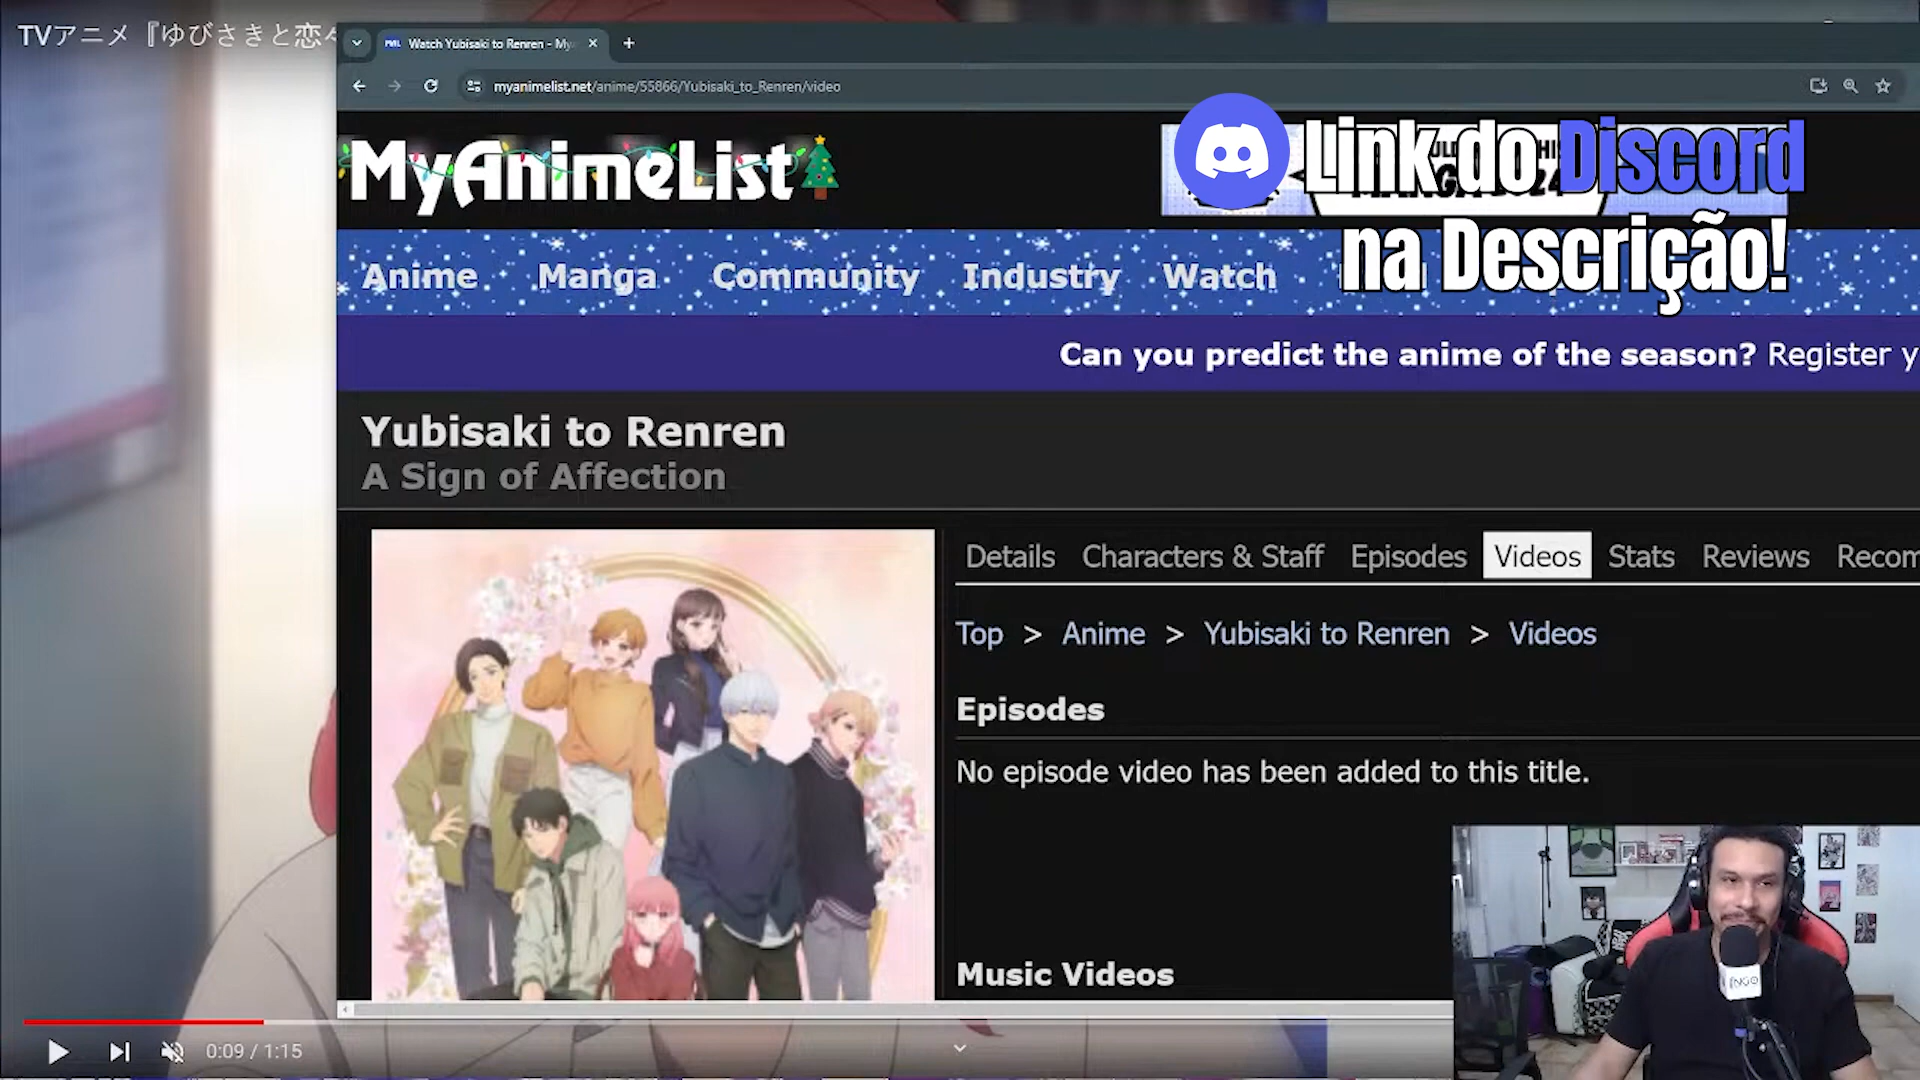 TVアニメ『ゆびさきと恋々
Watch Yubisaki to Renren - My
myanimelist.net/anime/55866/Yubisaki_to_Renren/video
MyAnimeList
Link do Discord
na Descrição!
Anime
Manga
Community
Industry
Watch
Can you predict the anime of the season? Register y
Yubisaki to Renren
A Sign of Affection
Details
Characters & Staff
Episodes
Videos
Stats
Reviews
Recom
Top > Anime > Yubisaki to Renren > Videos
Episodes
No episode video has been added to this title.
Music Videos
0:09 / 1:15